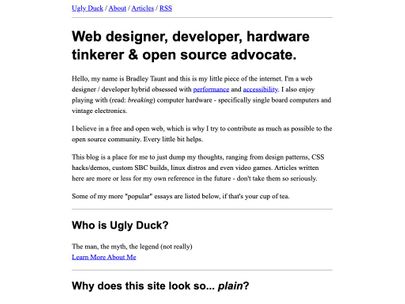 Ugly Duck / About / Articles / RSS
Web designer, developer, hardware
tinkerer & open source advocate.
Hello, my name is Bradley Taunt and this is my little piece of the internet. I'm a web
designer / developer hybrid obsessed with performance and accessibility. I also enjoy
playing with (read: breaking) computer hardware - specifically single board computers and
vintage electronics.
I believe in a free and open web, which is why I try to contribute as much as possible to the
open source community. Every little bit helps.
This blog is a place for me to just dump my thoughts, ranging from design patterns, CSS
hacks/demos, custom SBC builds, linux distros and even video games. Articles written
here are more or less for my own reference in the future - don't take them so seriously.
Some of my more "popular" essays are listed below, if that's your cup of tea.
Who is Ugly Duck?
The man, the myth, the legend (not really)
Learn More About Me
Why does this site look so... plain?